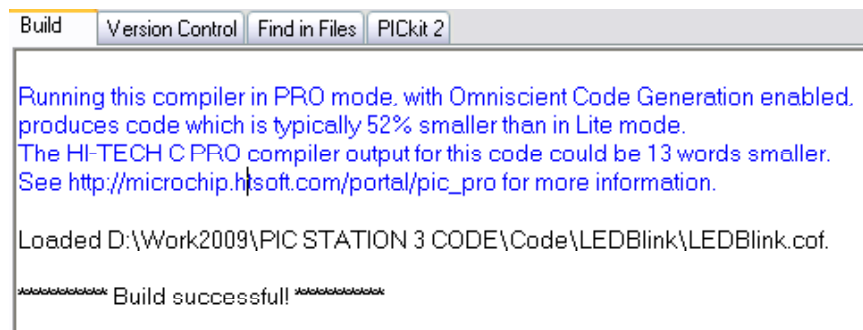 Build Version Control Find in Files PICkit 2
Running this compiler in PRO mode, with Omniscient Code Generation enabled,
produces code which is typically 52% smaller than in Lite mode.
The HI-TECH C PRO compiler output for this code could be 13 words smaller.
See http://microchip.htsoft.com/portal/pic_pro for more information.
Loaded D:\Work2009\PIC STATION 3 CODE\Code\LEDBlink\LEDBlink.cof.
********** Build successful! **********